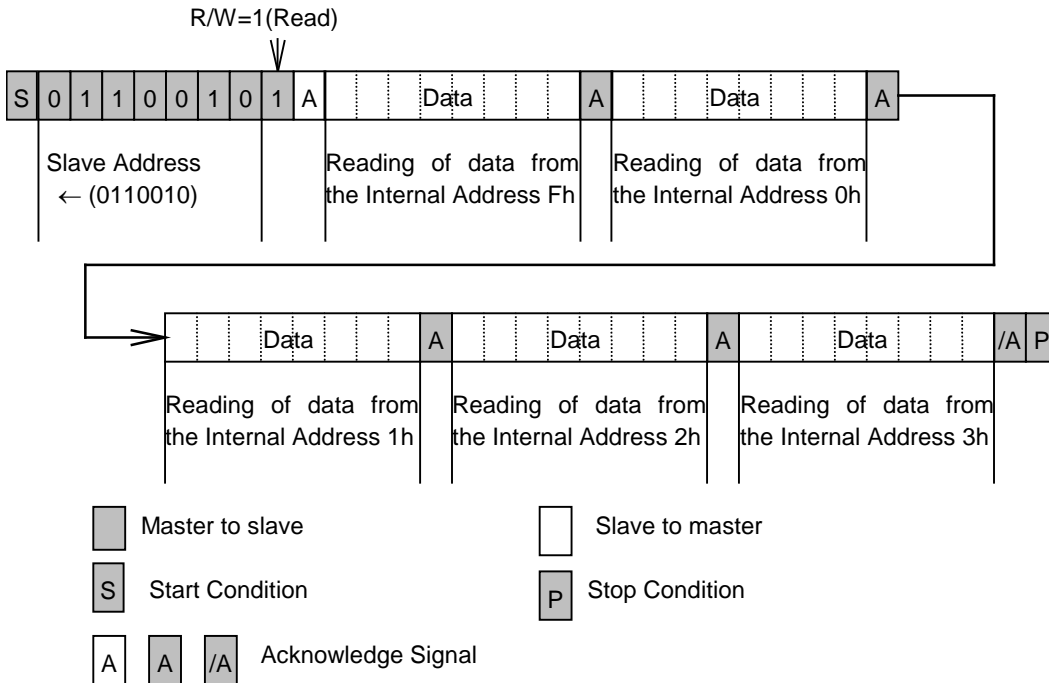 R/W=1(Read)
S 0 1 1 0 0 1 0 1 A Data A Data A
Slave Address
← (0110010)
Reading of data from
the Internal Address Fh
Reading of data from
the Internal Address 0h
Data A Data A Data /A P
Reading of data from
the Internal Address 1h
Reading of data from
the Internal Address 2h
Reading of data from
the Internal Address 3h
Master to slave
Slave to master
S Start Condition
P Stop Condition
A A /A Acknowledge Signal